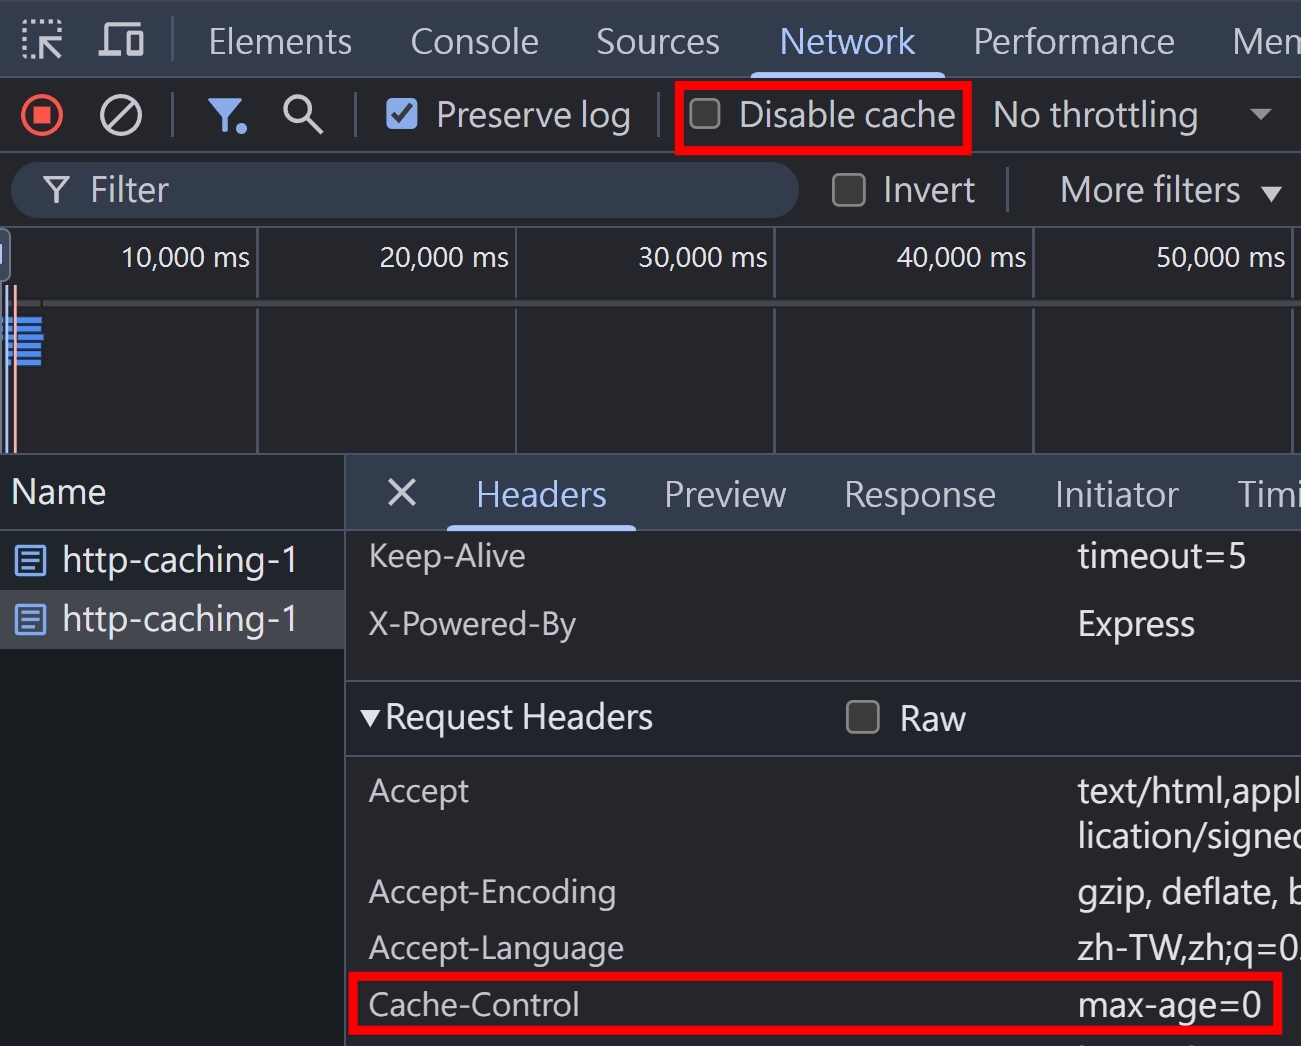 Elements Console Sources Network Performance Mem
Preserve log Disable cache No throttling
Filter Invert More filters
10,000 ms 20,000 ms 30,000 ms 40,000 ms 50,000 ms
Name Headers Preview Response Initiator Timi
http-caching-1
http-caching-1
Keep-Alive timeout=5
X-Powered-By Express
Request Headers Raw
Accept text/html,appl
lication/signed
Accept-Encoding gzip, deflate, b
Accept-Language zh-TW,zh;q=0.
Cache-Control max-age=0